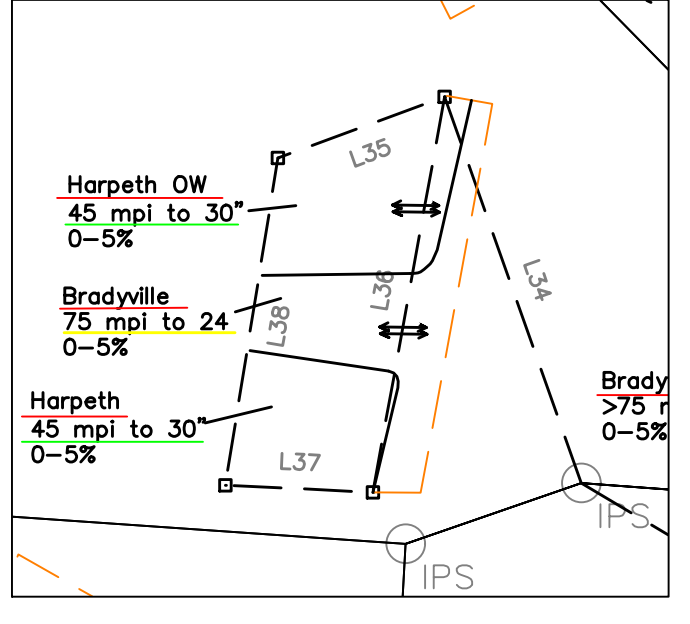 L35
Harpeth OW
45 mpi to 30"
0-5%
L36
L34
Bradyville
75 mpi to 24
0-5%
L38
Harpeth
45 mpi to 30"
0-5%
L37
Brady
>75
0-5%
IPS
IPS